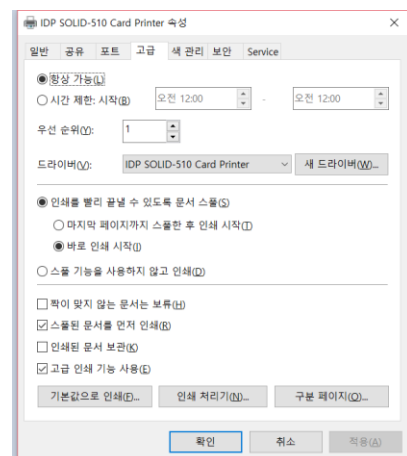 IDP SOLID-510 Card Printer 속성
일반 공유 포트 고급 색 관리 보안 Service
항상 가능(L)
시간 제한: 시작(B) 오전 12:00 - 오전 12:00
우선 순위(Y): 1
드라이버(V): IDP SOLID-510 Card Printer 새 드라이버(W)...
인쇄를 빨리 끝낼 수 있도록 문서 스풀(S)
마지막 페이지까지 스풀한 후 인쇄 시작(T)
바로 인쇄 시작(I)
스풀 기능을 사용하지 않고 인쇄(D)
짝이 맞지 않는 문서는 보류(H)
스풀된 문서를 먼저 인쇄(R)
인쇄된 문서 보관(K)
고급 인쇄 기능 사용(E)
기본값으로 인쇄(F)... 인쇄 처리기(N)... 구분 페이지(O)...
확인 취소 적용(A)